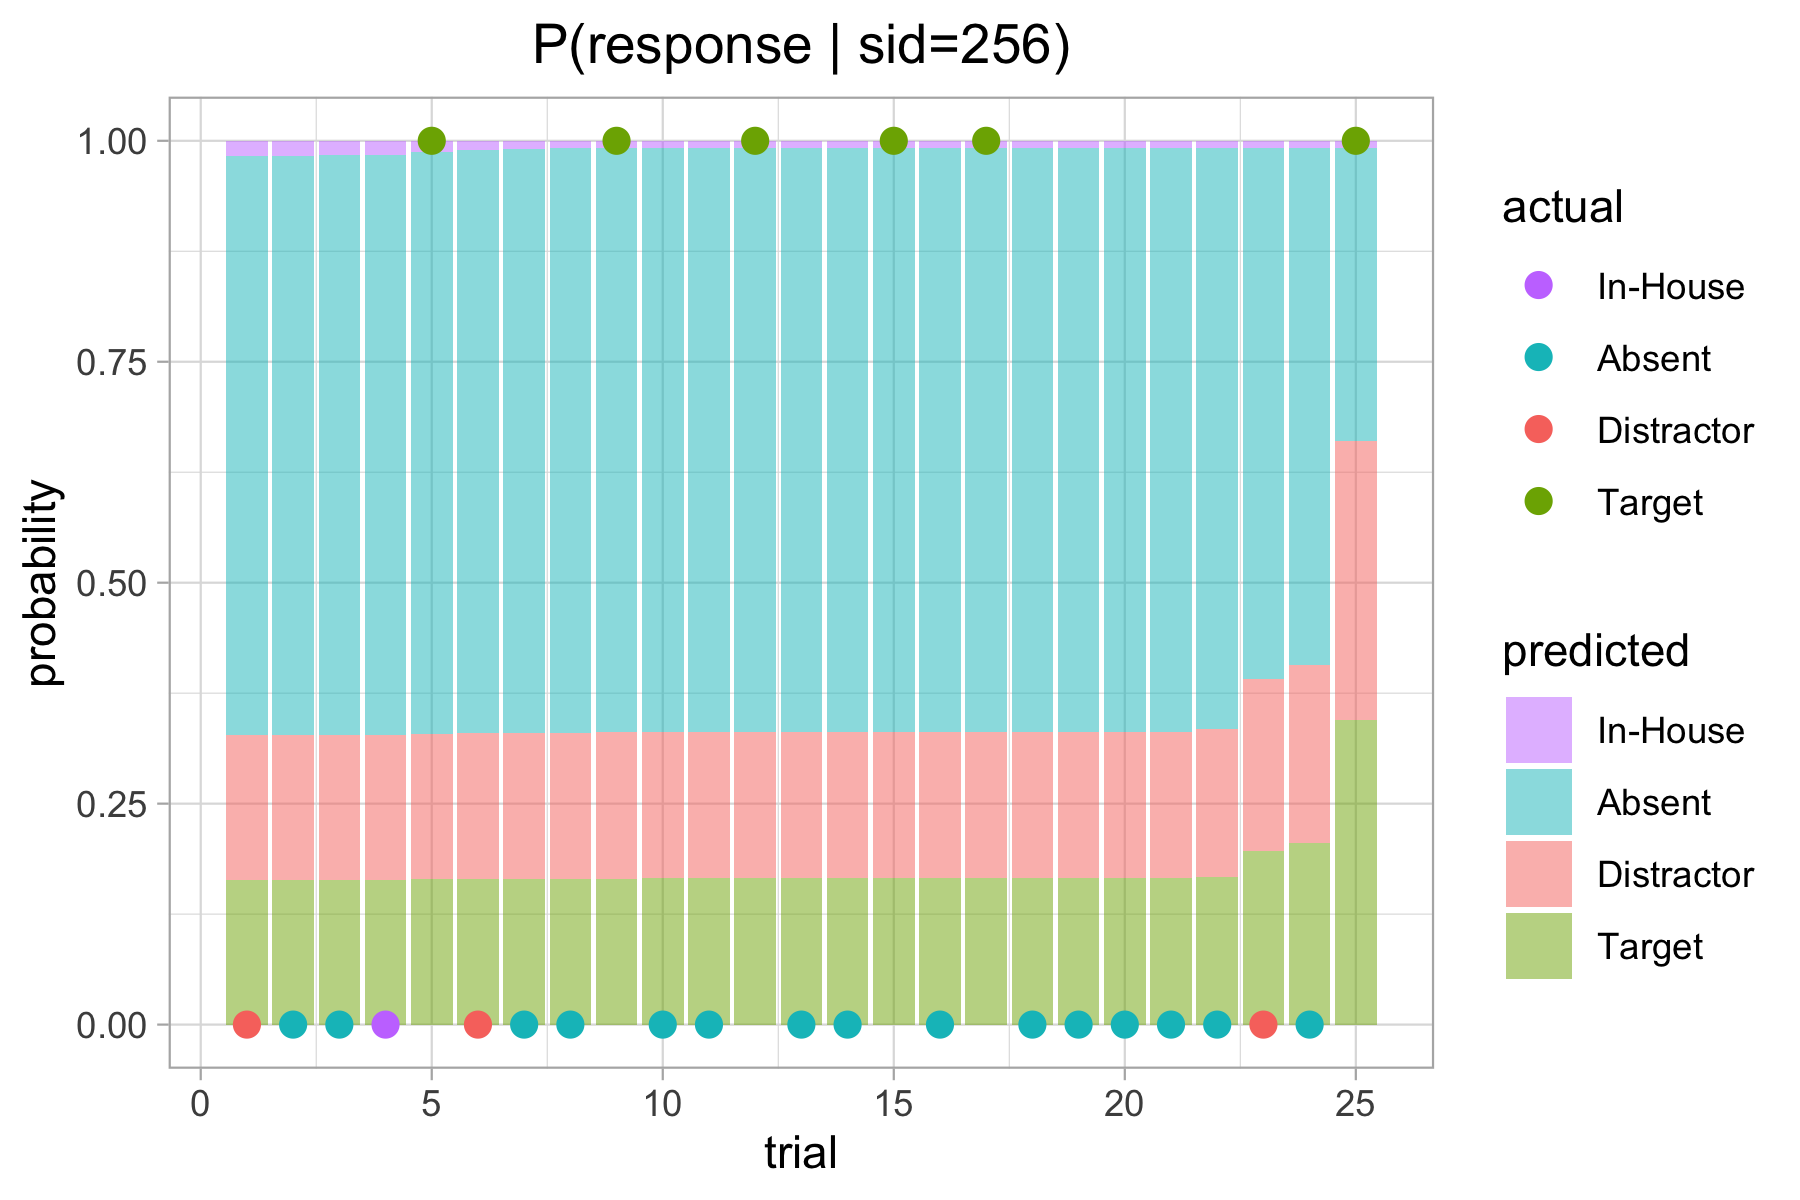 P(response | sid=256)
1.00
0.75
0.50
0.25
0.00
probability
0 5 10 15 20 25
trial
actual
In-House
Absent
Distractor
Target
predicted
In-House
Absent
Distractor
Target